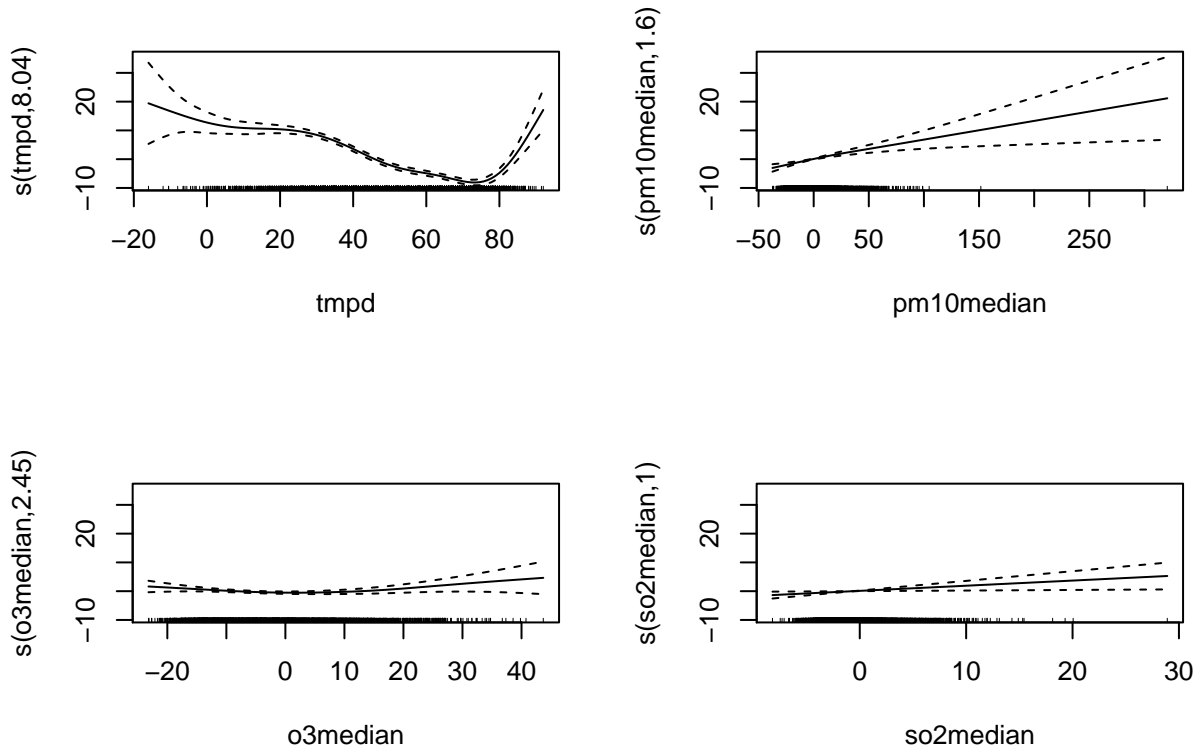 s(tmpd,8.04)
−10 20
−20 0 20 40 60 80
tmpd
s(pm10median,1.6)
−10 20
−50 0 50 150 250
pm10median
s(o3median,2.45)
−10 20
−20 0 10 20 30 40
o3median
s(so2median,1)
−10 20
0 10 20 30
so2median